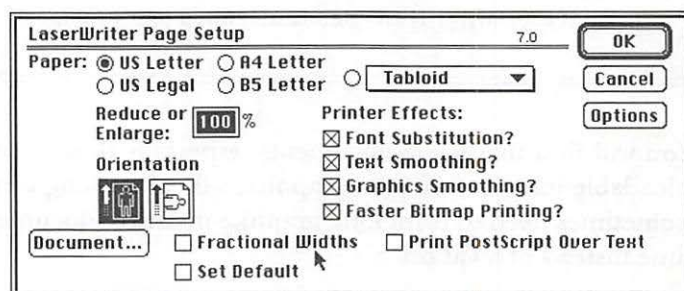 LaserWriter Page Setup 7.0 OK
Paper: US Letter A4 Letter
US Legal B5 Letter Tabloid Cancel
Reduce or Enlarge: 100 % Printer Effects: Options
Font Substitution?
Text Smoothing?
Orientation Graphics Smoothing?
Faster Bitmap Printing?
Document... Fractional Widths Print PostScript Over Text
Set Default